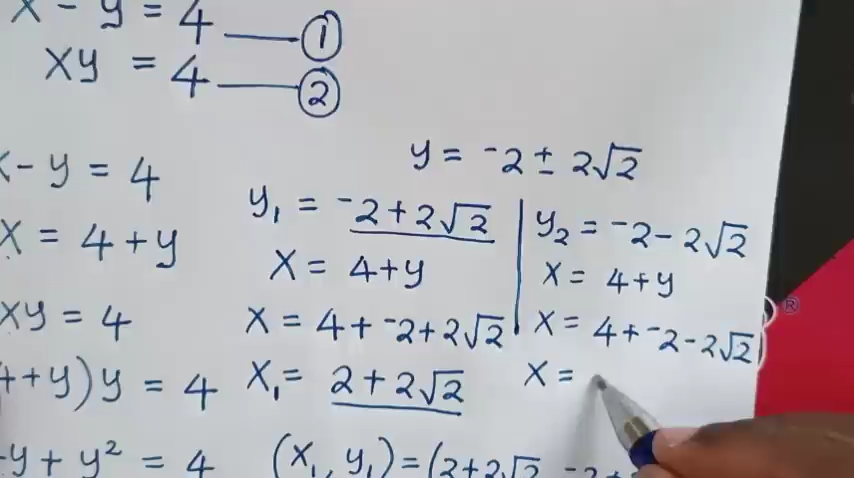 x - y = 4 ① 
xy = 4 ②
x - y = 4
x = 4 + y
xy = 4
4 + y)y = 4
y + y² = 4
y = -2 ± 2√2
y₁ = -2 + 2√2
x = 4 + y
x = 4 + -2 + 2√2
x₁ = 2 + 2√2
(x₁, y₁) = (2 + 2√2 -2 +
y₂ = -2 - 2√2
x = 4 + y
x = 4 + -2 - 2√2
x =
®